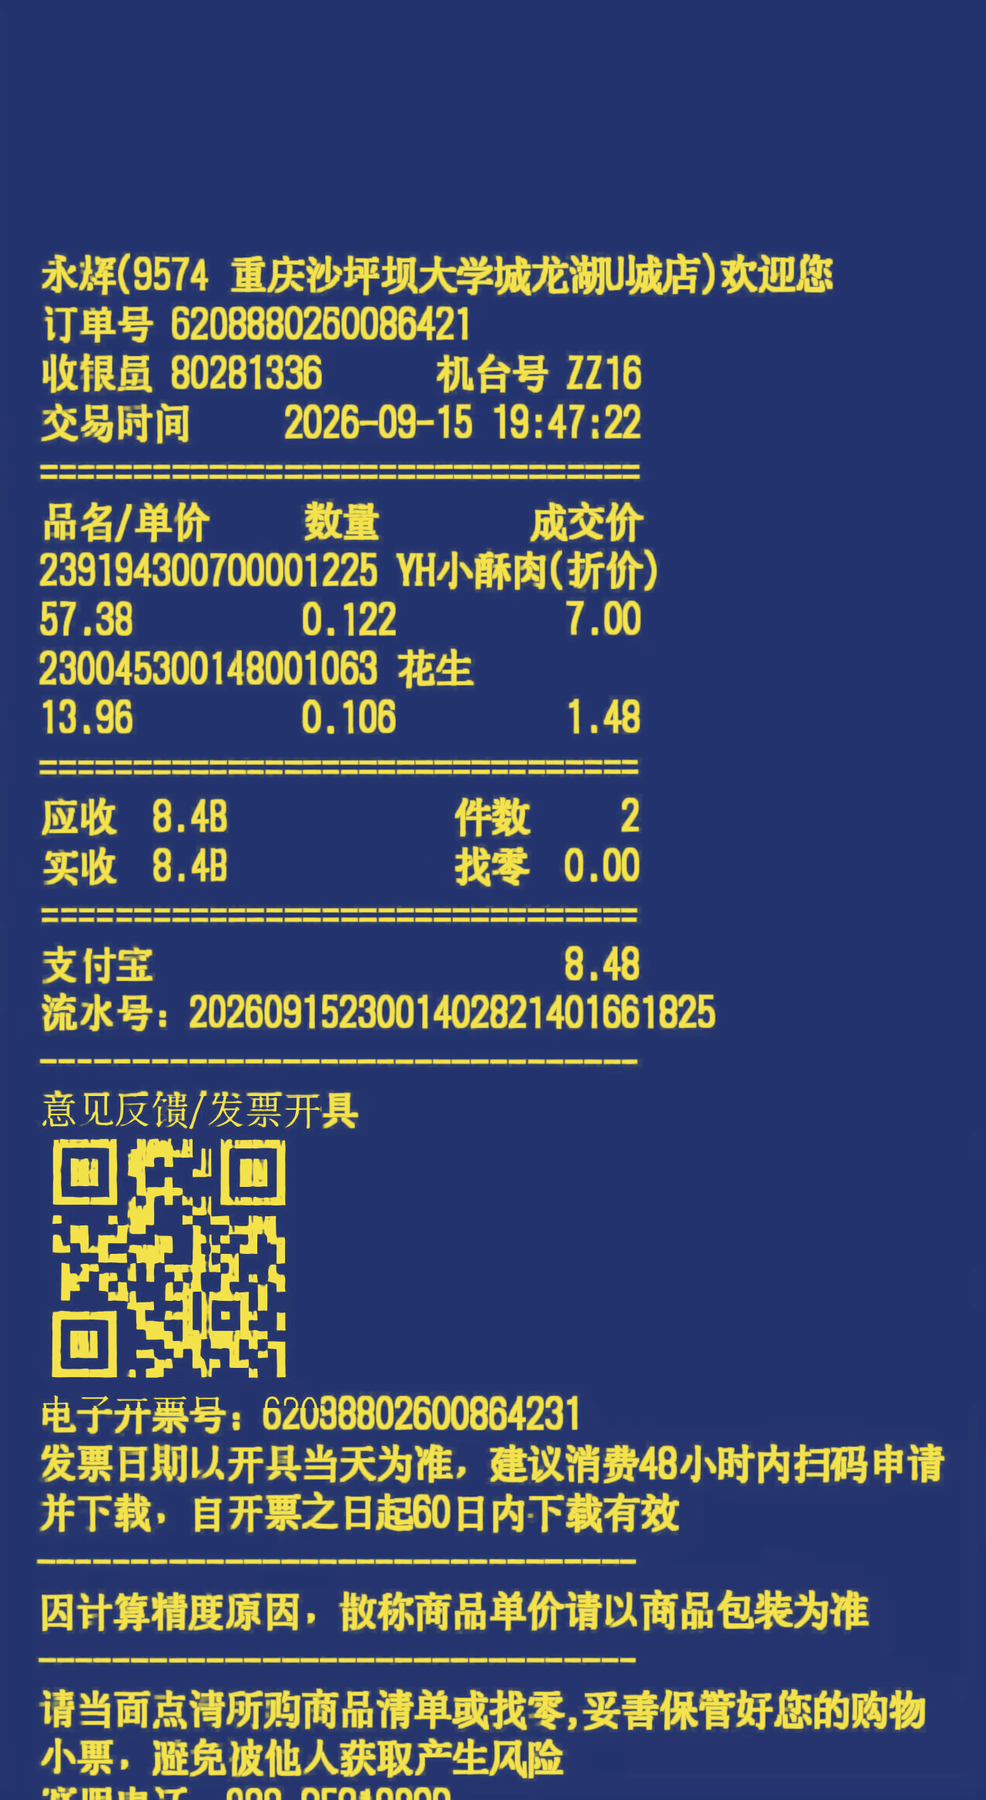 永辉(9574 重庆沙坪坝大学城龙湖U城店)欢迎您
订单号 6208880260086421
收银员 80281336 机台号 ZZ16
交易时间 2026-09-15 19:47:22
================================
品名/单价 数量 成交价
239194300700001225 YH小酥肉(折价)
57.38 0.122 7.00
230045300148001063 花生
13.96 0.106 1.48
================================
应收 8.48 件数 2
实收 8.48 找零 0.00
================================
支付宝 8.48
流水号: 2026091523001402821401661825
--------------------------------
意见反馈/发票开具
电子开票号: 62038802600864231
发票日期以开具当天为准，建议消费48小时内扫码申请
并下载，自开票之日起60日内下载有效
--------------------------------
因计算精度原因，散称商品单价请以商品包装为准
--------------------------------
请当面点清所购商品清单或找零,妥善保管好您的购物
小票，避免被他人获取产生风险